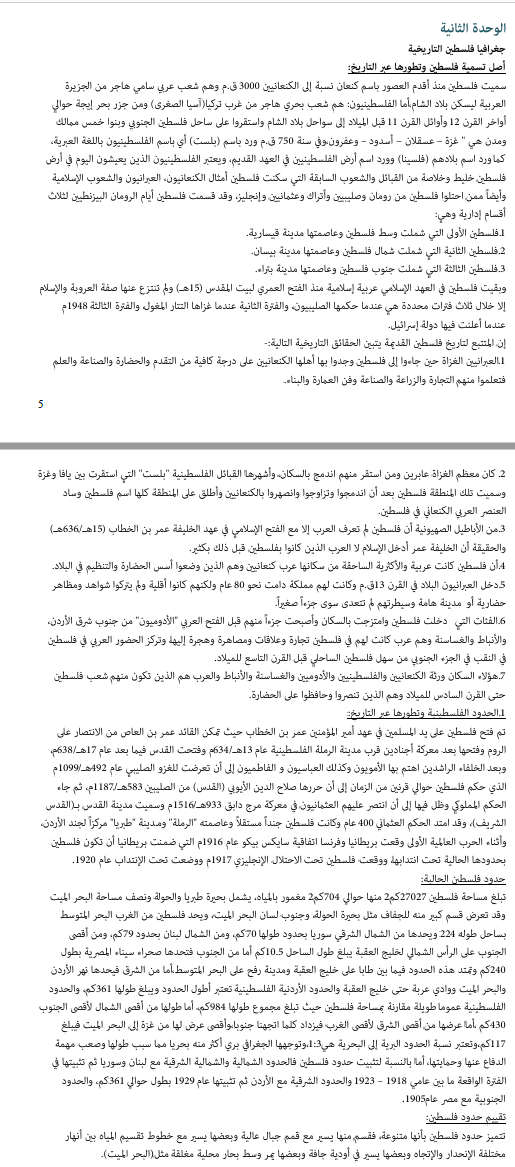 الوحدة الثانية
جغرافيا فلسطين التاريخية
أصل تسمية فلسطين وتطورها عبر التاريخ:
سميت فلسطين منذ أقدم العصور باسم كنعان نسبة إلى الكنعانيين 3000 ق.م وهم شعب عربي سامي هاجر من الجزيرة
العربية ليسكن بلاد الشام،أما الفلسطينيون: هم شعب بحري هاجر من غرب تركيا(آسيا الصغرى) ومن جزر بحر إيجة حوالي
أواخر القرن 12 وأوائل القرن 11 قبل الميلاد إلى سواحل بلاد الشام واستقروا على ساحل فلسطين الجنوبي وبنوا خمس ممالك
ومدن هي " غزة – عسقلان – أسدود – وعقرون،وفي سنة 750 ق.م ورد باسم (بلست) أي باسم الفلسطينيون باللغة العبرية،
كما ورد اسم بلادهم (فلسينا) وورد اسم أرض الفلسطينيين في العهد القديم، ويعتبر الفلسطينيون الذين يعيشون اليوم في أرض
فلسطين خليط وخلاصة من القبائل والشعوب السابقة التي سكنت فلسطين أمثال الكنعانيون، العبرانيون والشعوب الإسلامية
وأيضاً ممن احتلوا فلسطين من رومان وصليبيين وأتراك وعثمانيين وإنجليز، وقد قسمت فلسطين أيام الرومان البيزنطيين لثلاث
أقسام إدارية وهي:
1.فلسطين الأولى التي شملت وسط فلسطين وعاصمتها مدينة قيسارية.
2.فلسطين الثانية التي شملت شمال فلسطين وعاصمتها مدينة بيسان.
3.فلسطين الثالثة التي شملت جنوب فلسطين وعاصمتها مدينة بتراء.
وبقيت فلسطين في العهد الإسلامي عربية إسلامية منذ الفتح العمري لبيت المقدس (15هـ) ولم تنتزع عنها صفة العروبة والإسلام
إلا خلال ثلاث فترات محددة هي عندما حكمها الصليبيون، والفترة الثانية عندما غزاها التتار المغول، والفترة الثالثة 1948م
عندما أعلنت فيها دولة إسرائيل.
إن المتتبع لتاريخ فلسطين القديمة يتبين الحقائق التاريخية التالية:-
1.العبرانيين الغزاة حين جاءوا إلى فلسطين وجدوا بها أهلها الكنعانيين على درجة كافية من التقدم والحضارة والصناعة والعلم
فتعلموا منهم التجارة والزراعة والصناعة وفن العمارة والبناء.
5
2. كان معظم الغزاة عابرين ومن استقر منهم اندمج بالسكان،وأشهرها القبائل الفلسطينية "بلست" التي استقرت بين يافا وغزة
وسميت تلك المنطقة فلسطين بعد أن اندمجوا وتزاوجوا وانصهروا بالكنعانيين وأطلق على المنطقة كلها اسم فلسطين وساد
العنصر العربي الكنعاني في فلسطين.
3.من الأباطيل الصهيونية أن فلسطين لم تعرف العرب إلا مع الفتح الإسلامي في عهد الخليفة عمر بن الخطاب (15هـ/636هـ)
والحقيقة أن الخليفة عمر أدخل الإسلام لا العرب الذين كانوا بفلسطين قبل ذلك بكثير.
4.أن فلسطين كانت عربية والأكثرية الساحقة من سكانها عرب كنعانيين وهم الذين وضعوا أسس الحضارة والتنظيم في البلاد.
5.دخل العبرانيون البلاد في القرن 13ق.م وكانت لهم مملكة دامت نحو 80 عام ولكنهم كانوا أقلية ولم يتركوا شواهد ومظاهر
حضارية أو مدينة هامة وسيطرتهم لم تتعدى سوى جزءاً صغيراً.
6.الفئات التي دخلت فلسطين وامتزجت بالسكان وأصبحت جزءاً منهم قبل الفتح العربي "الأدوميون" من جنوب شرق الأردن،
والأنباط والغساسنة وهم عرب كانت لهم في فلسطين تجارة وعلاقات ومصاهرة وهجرة إليها وتركز الحضور العربي في فلسطين
في النقب في الجزء الجنوبي من سهل فلسطين الساحلي قبل القرن التاسع للميلاد.
7.هؤلاء السكان ورثة الكنعانيين والفلسطينيين والأدوميين والغساسنة والأنباط والعرب هم الذين تكون منهم شعب فلسطين
حتى القرن السادس للميلاد وهم الذين تنصروا وحافظوا على الحضارة.
1.الحدود الفلسطينية وتطورها عبر التاريخ:-
تم فتح فلسطين على يد المسلمين في عهد أمير المؤمنين عمر بن الخطاب حيث تمكن القائد عمر بن العاص من الانتصار على
الروم وفتحها بعد معركة أجنادين قرب مدينة الرملة الفلسطينية عام 13هـ/634م وفتحت القدس فيما بعد عام 17هـ/638م،
وبعد الخلفاء الراشدين اهتم بها الأمويون وكذلك العباسيون و الفاطميون إلى أن تعرضت للغزو الصليبي عام 492هـ/1099م
الذي حكم فلسطين حوالي قرنين من الزمان إلى أن حررها صلاح الدين الأيوبي (القدس) من الصليبين 583هـ/1187م، ثم جاء
الحكم المملوكي وظل فيها إلى أن انتصر عليهم العثمانيون في معركة مرج دابق 933هـ/1516م وسميت مدينة القدس بـ(القدس
الشريف)، وقد امتد الحكم العثماني 400 عام وكانت فلسطين جنداً مستقلاً وعاصمته "الرملة" ومدينة "طبريا" مركزاً لجند الأردن،
وأثناء الحرب العالمية الأولى وقعت بريطانيا وفرنسا اتفاقية سايكس بيكو عام 1916م التي ضمنت بريطانيا أن تكون فلسطين
بحدودها الحالية تحت انتدابها، ووقعت فلسطين تحت الاحتلال الإنجليزي 1917م ووضعت تحت الإنتداب عام 1920.
حدود فلسطين الحالية:
تبلغ مساحة فلسطين 27027كم2 منها حوالي 704كم2 مغمور بالمياه، يشمل بحيرة طبريا والحولة ونصف مساحة البحر الميت
وقد تعرض قسم كبير منه للجفاف مثل بحيرة الحولة، وجنوب لسان البحر الميت، ويحد فلسطين من الغرب البحر المتوسط
بساحل طوله 224 ويحدها من الشمال الشرقي سوريا بحدود طولها 70كم، ومن الشمال لبنان بحدود 79كم، ومن أقصى
الجنوب على الرأس الشمالي لخليج العقبة يبلغ طول الساحل 10.5كم أما من الجنوب فتحدها صحراء سيناء المصرية بطول
240كم وتمتد هذه الحدود فيما بين طابا على خليج العقبة ومدينة رفح على البحر المتوسط،أما من الشرق فيحدها نهر الأردن
والبحر الميت ووادي عربة حتى خليج العقبة والحدود الأردنية الفلسطينية تعتبر أطول الحدود ويبلغ طولها 361كم، والحدود
الفلسطينية عموما طويلة مقارنة بمساحة فلسطين حيث تبلغ مجموع طولها 984كم، أما طولها من أقصى الشمال لأقصى الجنوب
430كم ،أما عرضها من أقصى الشرق لأقصى الغرب فيزداد كلما اتجهنا جنوبا،وأقصى عرض لها من غزة إلى البحر الميت فيبلغ
117كم،وتعتبر نسبة الحدود البرية إلى البحرية هي3:1،وتوجهها الجغرافي بري أكثر منه بحريا مما سبب طولها وصعب مهمة
الدفاع عنها وحمايتها، أما بالنسبة لتثبيت حدود فلسطين فالحدود الشمالية والشمالية الشرقية مع لبنان وسوريا تم تثبيتها في
الفترة الواقعة ما بين عامي 1918 – 1923 والحدود الشرقية مع الأردن تم تثبيتها عام 1929 بطول حوالي 361كم، والحدود
الجنوبية مع مصر عام1905.
تقييم حدود فلسطين:
تتميز حدود فلسطين بأنها متنوعة، فقسم منها يسير مع قمم جبال عالية وبعضها يسير مع خطوط تقسيم المياه بين أنهار
مختلفة الإنحدار والإتجاه وبعضها يسير في أودية جافة وبعضها يمر وسط بحار محلية مغلقة مثل(البحر الميت).